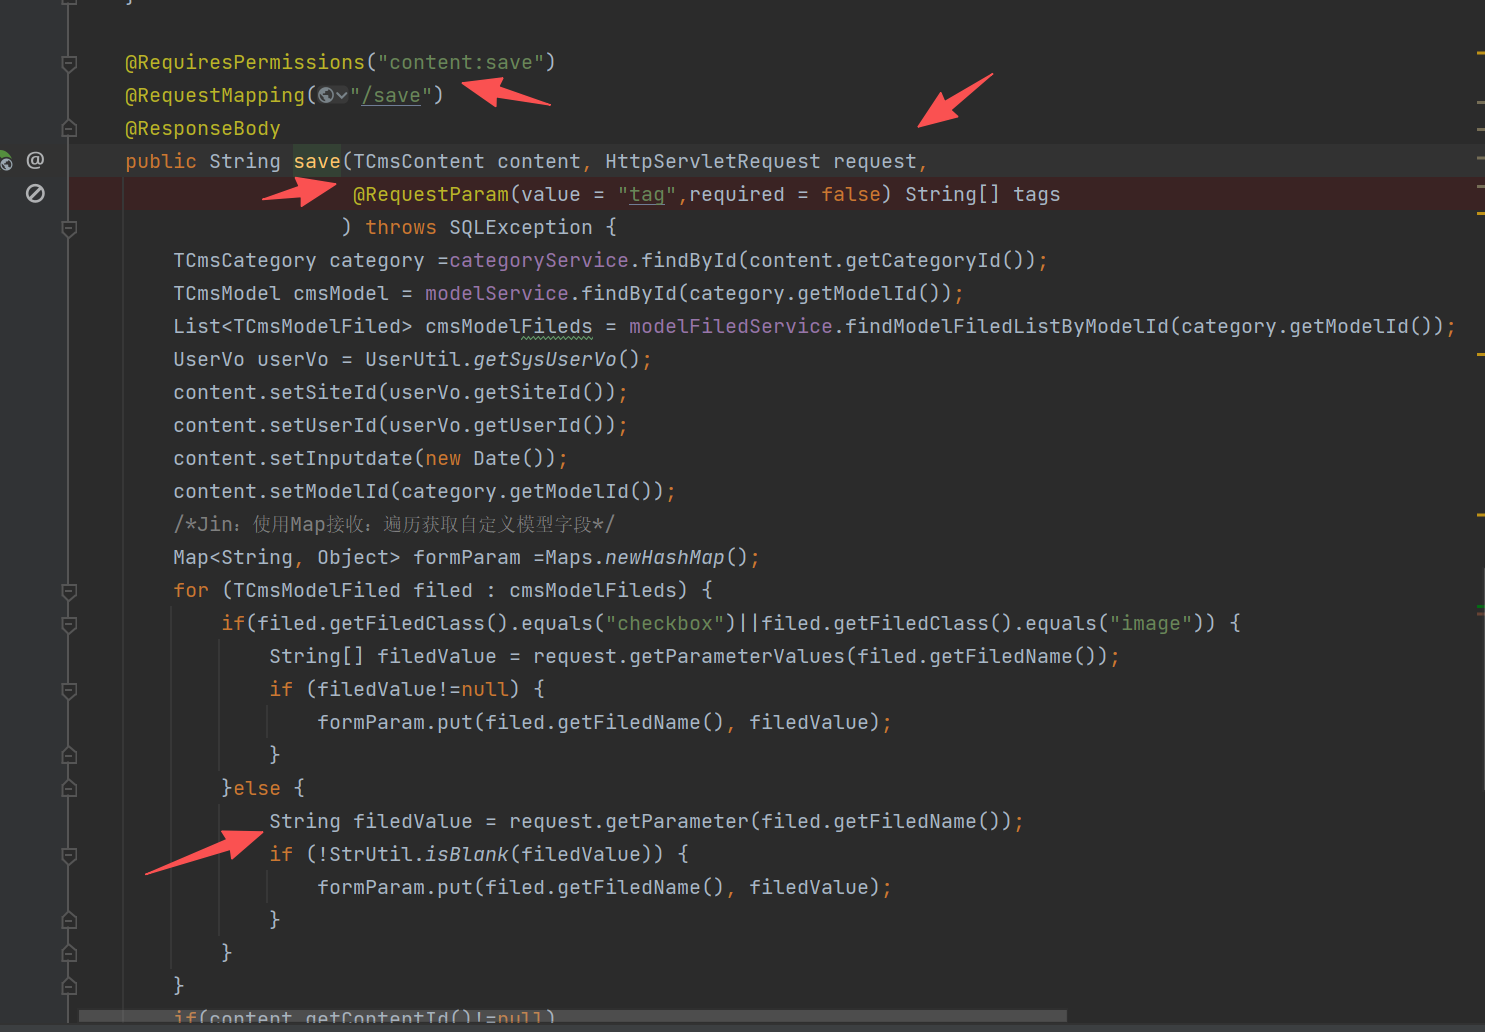 }
@RequiresPermissions("content:save")
@RequestMapping("/save")
@ResponseBody
public String save(TCmsContent content, HttpServletRequest request,
@RequestParam(value = "tag",required = false) String[] tags
) throws SQLException {
TCmsCategory category =categoryService.findById(content.getCategoryId());
TCmsModel cmsModel = modelService.findById(category.getModelId());
List<TCmsModelFiled> cmsModelFileds = modelFiledService.findModelFiledListByModelId(category.getModelId());
UserVo userVo = UserUtil.getSysUserVo();
content.setSiteId(userVo.getSiteId());
content.setUserId(userVo.getUserId());
content.setInputdate(new Date());
content.setModelId(category.getModelId());
/*Jin：使用Map接收：遍历获取自定义模型字段*/
Map<String, Object> formParam =Maps.newHashMap();
for (TCmsModelFiled filed : cmsModelFileds) {
if(filed.getFiledClass().equals("checkbox")||filed.getFiledClass().equals("image")) {
String[] filedValue = request.getParameterValues(filed.getFiledName());
if (filedValue!=null) {
formParam.put(filed.getFiledName(), filedValue);
}
}else {
String filedValue = request.getParameter(filed.getFiledName());
if (!StrUtil.isBlank(filedValue)) {
formParam.put(filed.getFiledName(), filedValue);
}
}
}
if(content.getContentId()!=null)